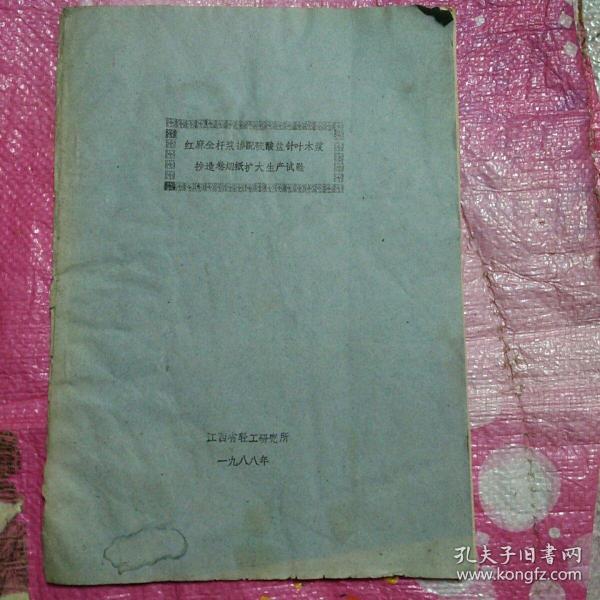 红麻全杆浆掺配硫酸盐针叶木浆
抄造卷烟纸扩大生产试验
江西省轻工研究所
一九八八年
孔夫子旧书网
www.kongfz.com